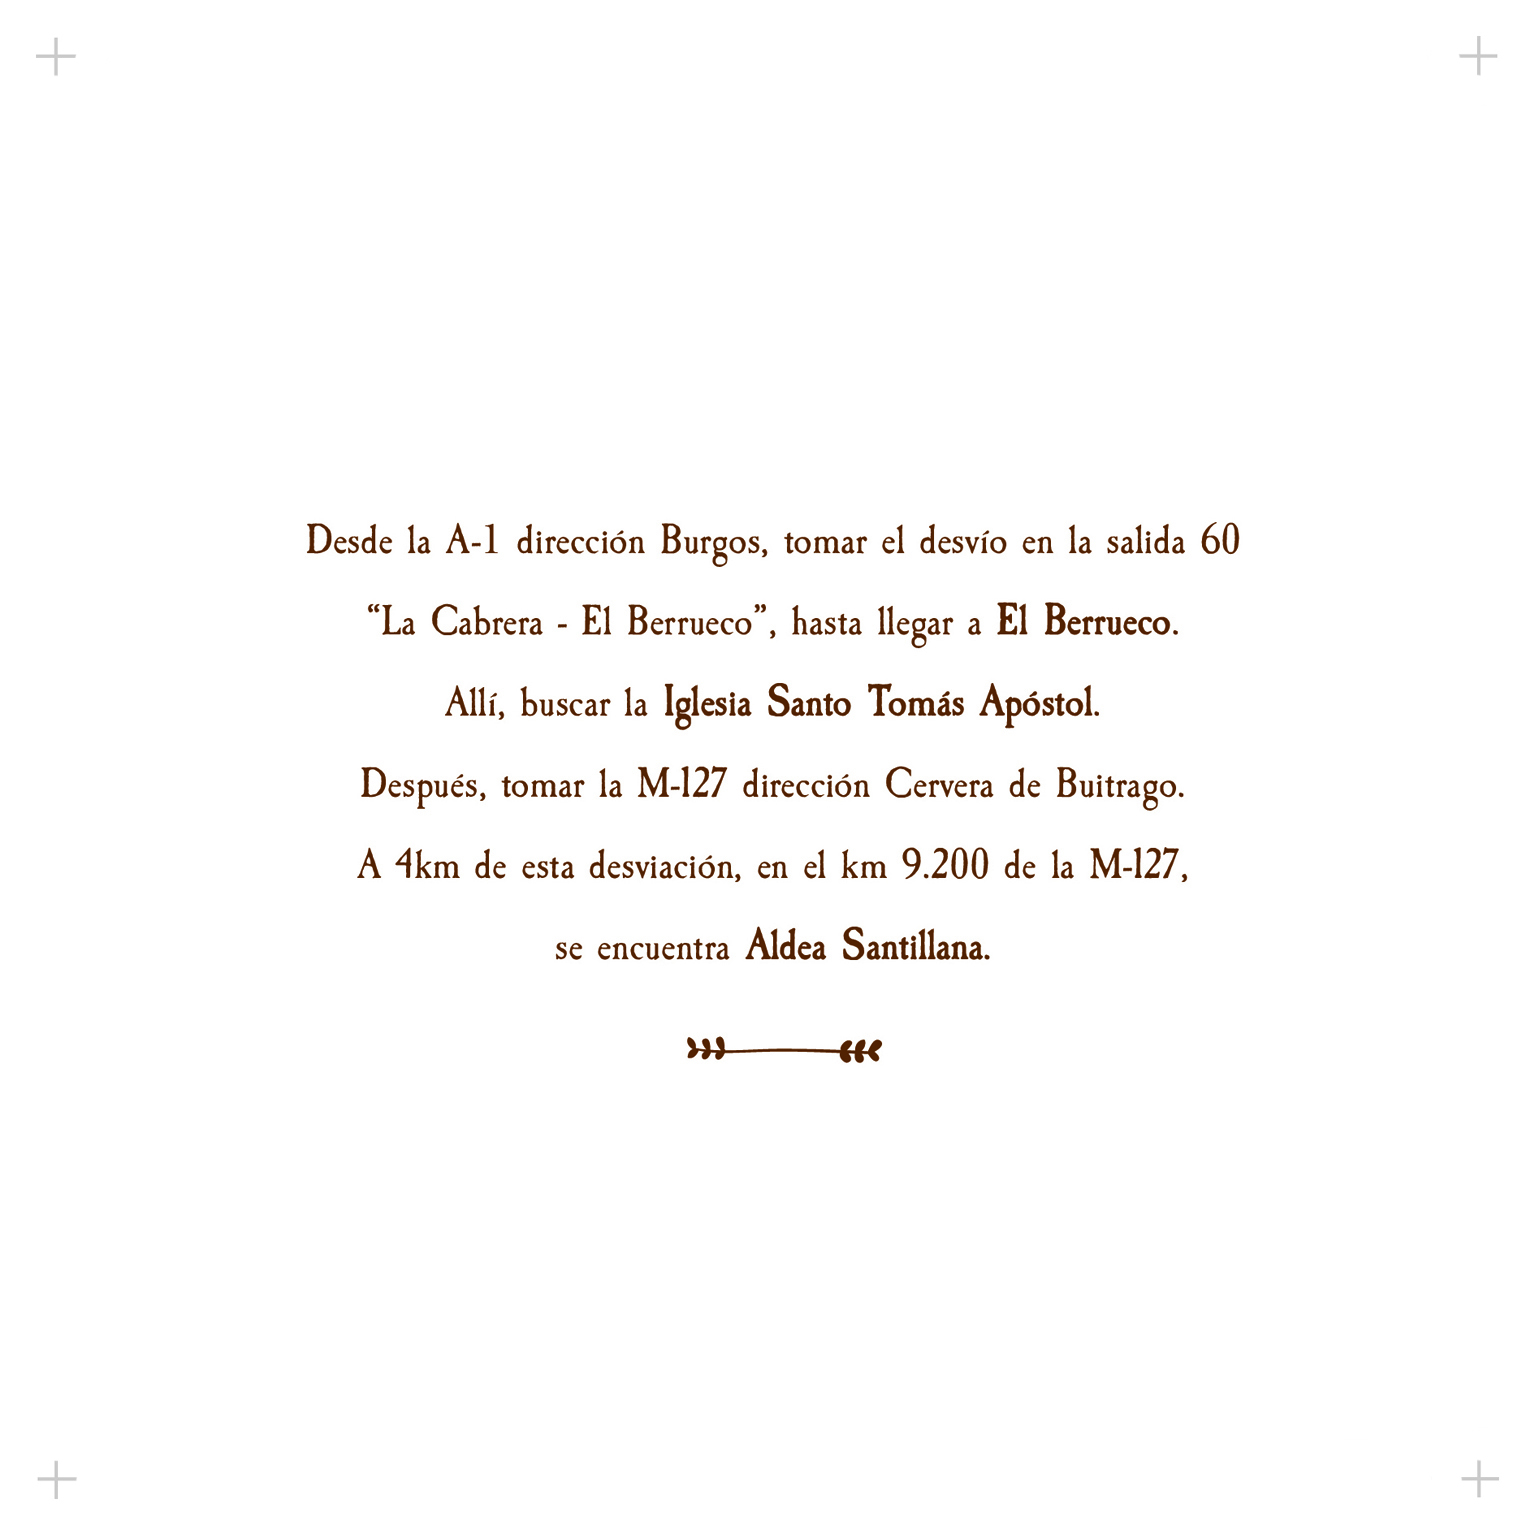 Desde la A-1 dirección Burgos, tomar el desvío en la salida 60
“La Cabrera - El Berrueco”, hasta llegar a El Berrueco.
Allí, buscar la Iglesia Santo Tomás Apóstol.
Después, tomar la M-127 dirección Cervera de Buitrago.
A 4km de esta desviación, en el km 9.200 de la M-127,
se encuentra Aldea Santillana.